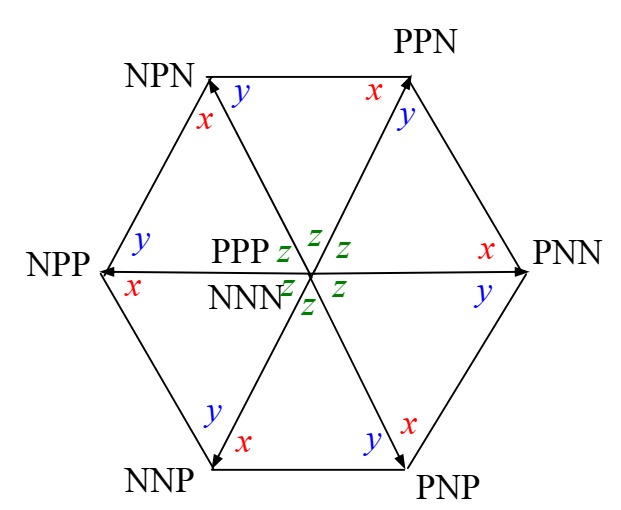 PPN
NPN y x
x y
y z z z x
NPP PPP PNN
x NNN z z z y
y x
x y
NNP PNP